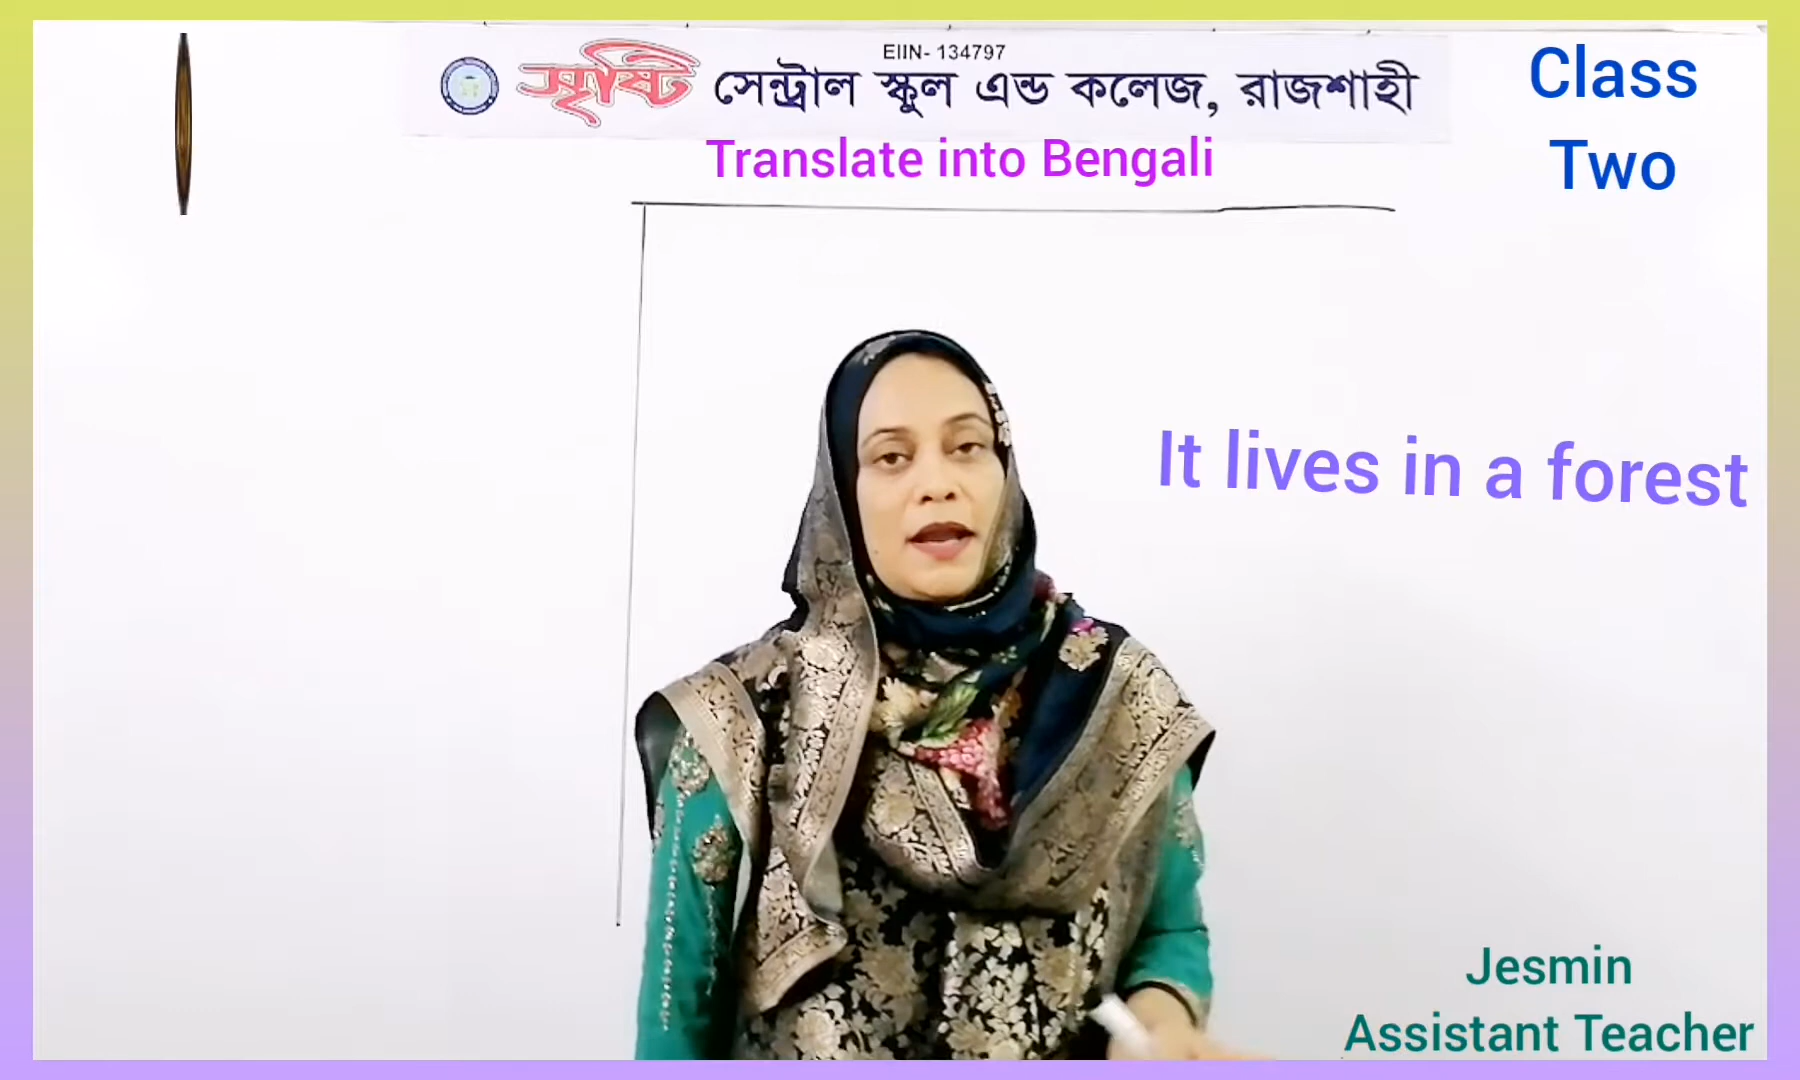 EIIN- 134797
সৃষ্টি সেন্ট্রাল স্কুল এন্ড কলেজ, রাজশাহী
Class
Two
Translate into Bengali
It lives in a forest
Jesmin
Assistant Teacher